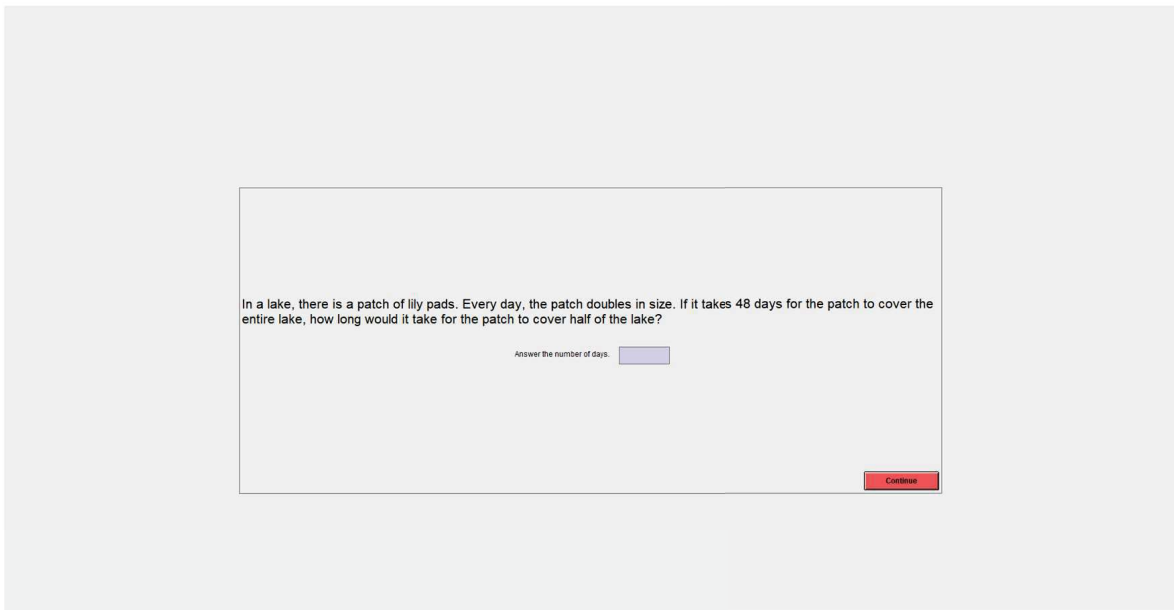 In a lake, there is a patch of lily pads. Every day, the patch doubles in size. If it takes 48 days for the patch to cover the
entire lake, how long would it take for the patch to cover half of the lake?
Answer the number of days.
Continue